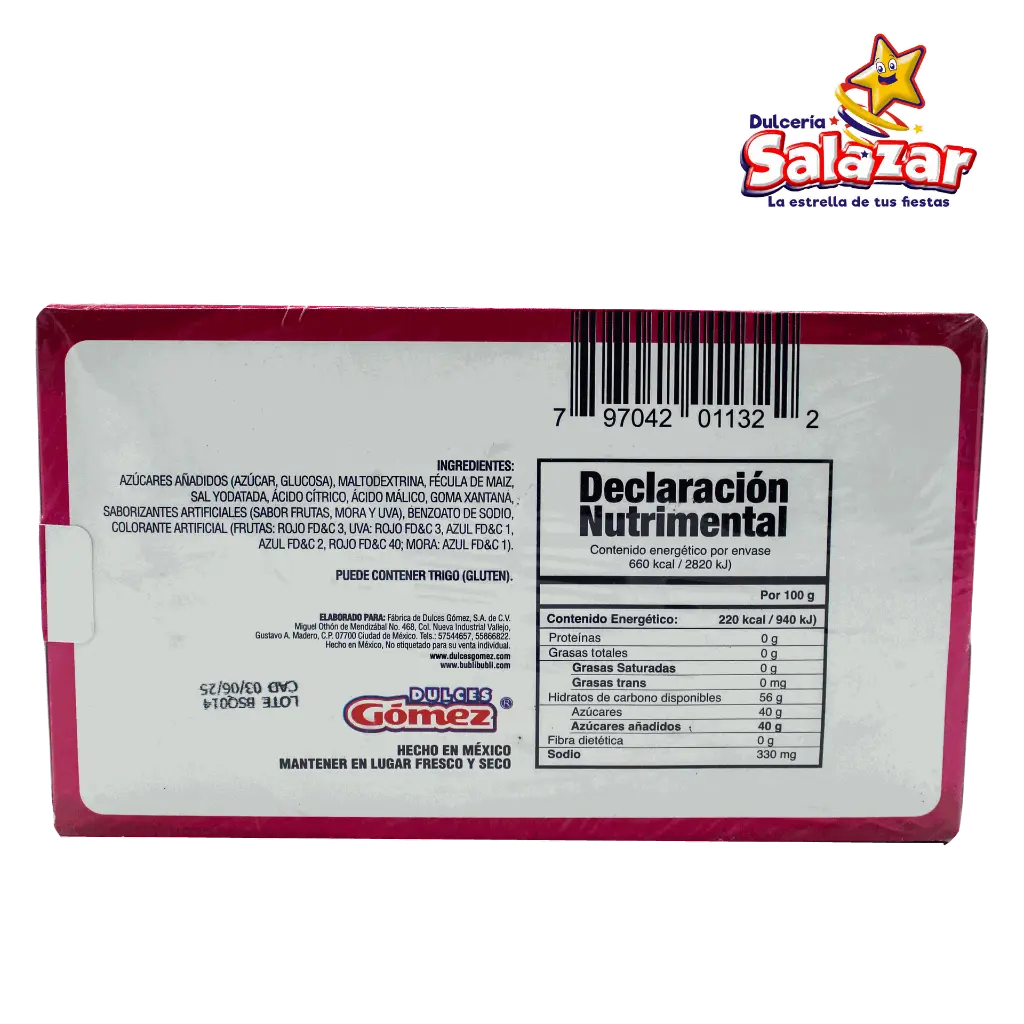 Dulcería
Salazar
La estrella de tus fiestas
7 97042 01132 2
INGREDIENTES:
AZÚCARES AÑADIDOS (AZÚCAR, GLUCOSA), MALTODEXTRINA, FÉCULA DE MAIZ,
SAL YODATADA, ÁCIDO CÍTRICO, ÁCIDO MÁLICO, GOMA XANTANA,
SABORIZANTES ARTIFICIALES (SABOR FRUTAS, MORA Y UVA), BENZOATO DE SODIO,
COLORANTE ARTIFICIAL (FRUTAS: ROJO FD&C 3, UVA: ROJO FD&C 3, AZUL FD&C 1,
AZUL FD&C 2, ROJO FD&C 40; MORA: AZUL FD&C 1).
PUEDE CONTENER TRIGO (GLUTEN).
ELABORADO PARA: Fábrica de Dulces Gómez, S.A. de C.V.
Miguel Othón de Mendizábal No. 468, Col. Nueva Industrial Vallejo,
Gustavo A. Madero, C.P. 07700 Ciudad de México. Tels.: 57544657, 55866822.
Hecho en México, No etiquetado para su venta individual.
www.dulcesgomez.com
www.bublibubli.com
LOTE BSQ014
CAD 03/06/25
DULCES
Gómez ®
HECHO EN MÉXICO
MANTENER EN LUGAR FRESCO Y SECO
Declaración
Nutrimental
Contenido energético por envase
660 kcal / 2820 kJ)
Por 100 g
Contenido Energético: 220 kcal / 940 kJ)
Proteínas 0 g
Grasas totales 0 g
Grasas Saturadas 0 g
Grasas trans 0 mg
Hidratos de carbono disponibles 56 g
Azúcares 40 g
Azúcares añadidos 40 g
Fibra dietética 0 g
Sodio 330 mg